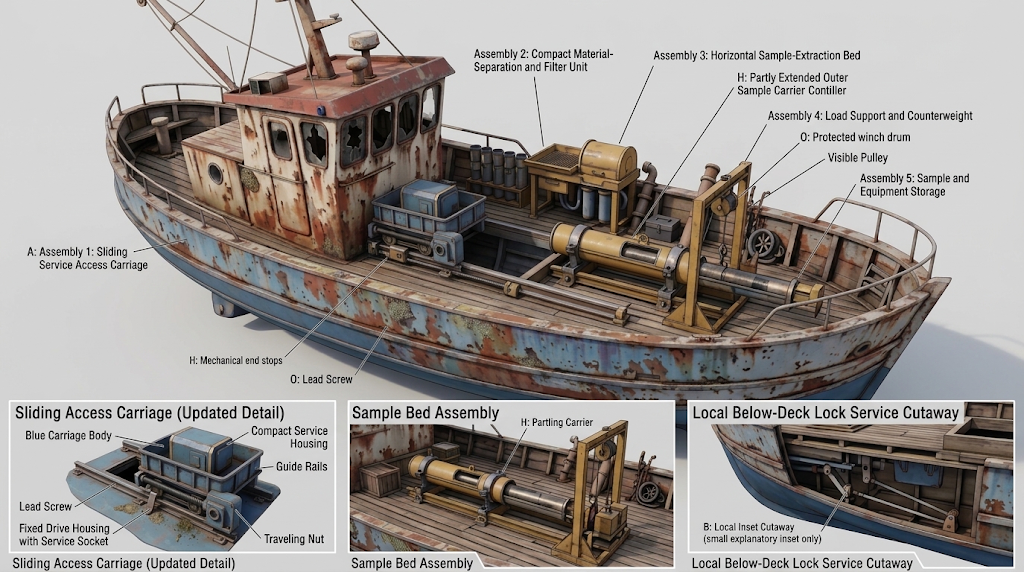 Assembly 2: Compact Material-
Separation and Filter Unit
Assembly 3: Horizontal Sample-Extraction Bed
H: Partly Extended Outer
Sample Carrier Contiller
Assembly 4: Load Support and Counterweight
O: Protected winch drum
Visible Pulley
Assembly 5: Sample and
Equipment Storage
A: Assembly 1: Sliding
Service Access Carriage
H: Mechanical end stops
O: Lead Screw
Sliding Access Carriage (Updated Detail)
Blue Carriage Body
Compact Service
Housing
Guide Rails
Lead Screw
Fixed Drive Housing
with Service Socket
Traveling Nut
Sliding Access Carriage (Updated Detail)
Sample Bed Assembly
H: Partling Carrier
Sample Bed Assembly
Local Below-Deck Lock Service Cutaway
B: Local Inset Cutaway
(small explanatory inset only)
Local Below-Deck Lock Service Cutaway